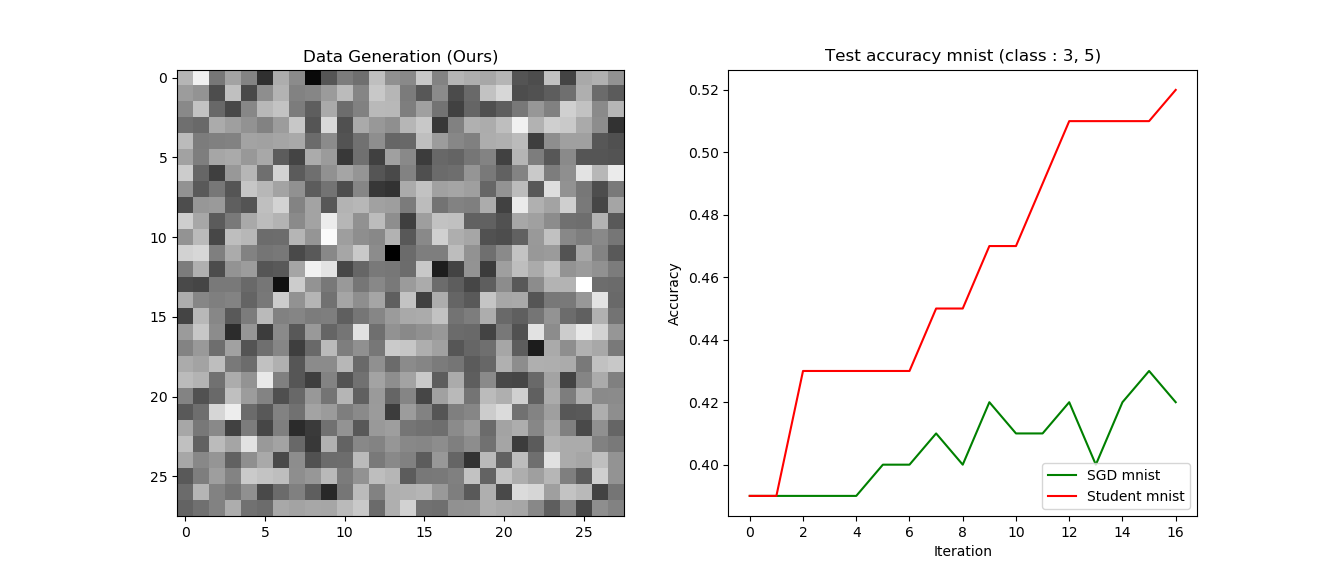 Data Generation (Ours)
0
5
10
15
20
25
0 5 10 15 20 25
Test accuracy mnist (class : 3, 5)
Accuracy
0.52
0.50
0.48
0.46
0.44
0.42
0.40
SGD mnist
Student mnist
0 2 4 6 8 10 12 14 16
Iteration